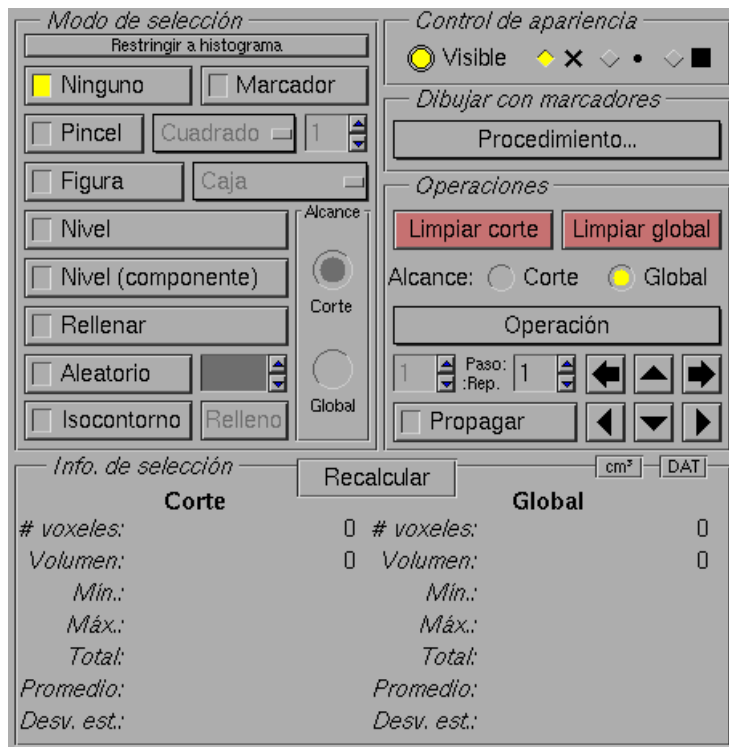 Modo de selección
Restringir a histograma
Ninguno Marcador
Pincel Cuadrado 1
Figura Caja
Nivel
Nivel (componente)
Rellenar
Aleatorio
Isocontorno Relleno
Alcance
Corte
Global
Control de apariencia
Visible
Dibujar con marcadores
Procedimiento...
Operaciones
Limpiar corte Limpiar global
Alcance: Corte Global
Operación
1 Paso: 1
:Rep.
Propagar
Info. de selección Recalcular cm³ DAT
Corte Global
# voxeles: 0 # voxeles: 0
Volumen: 0 Volumen: 0
Mín.: Mín.:
Máx.: Máx.:
Total: Total:
Promedio: Promedio:
Desv. est.: Desv. est.: